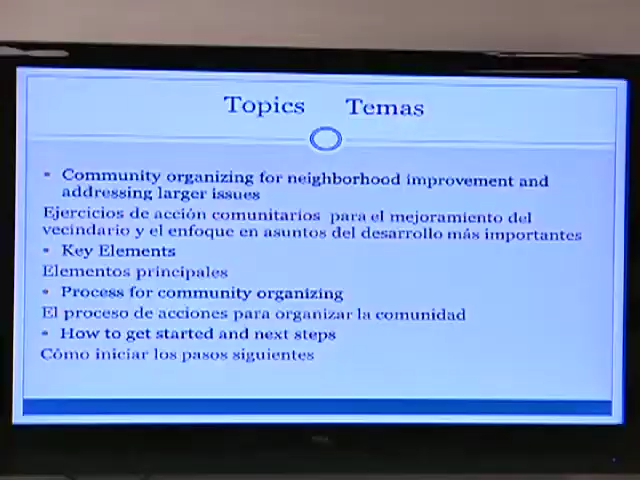 Topics Temas
• Community organizing for neighborhood improvement and
addressing larger issues
Ejercicios de acción comunitarios para el mejoramiento del
vecindario y el enfoque en asuntos del desarrollo más importantes
• Key Elements
Elementos principales
• Process for community organizing
El proceso de acciones para organizar la comunidad
• How to get started and next steps
Cómo iniciar los pasos siguientes